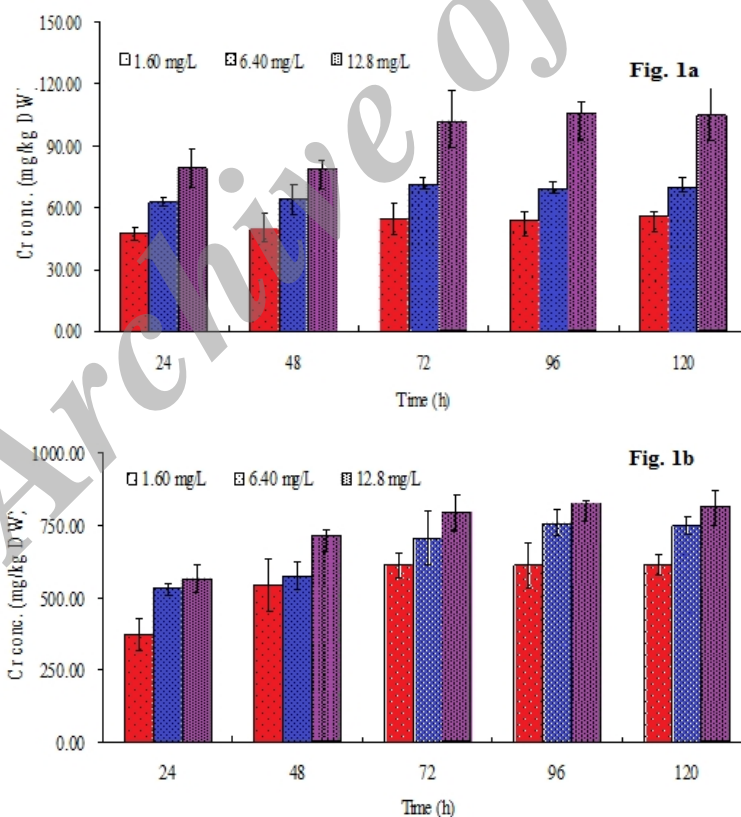 150.00
1.60 mg/L 6.40 mg/L 12.8 mg/L
Fig. 1a
120.00
90.00
60.00
30.00
0.00
Cr conc. (mg/kg DW)
24 48 72 96 120
Time (h)
Archive of
1000.00
1.60 mg/L 6.40 mg/L 12.8 mg/L
Fig. 1b
750.00
500.00
250.00
0.00
Cr conc. (mg/kg DW)
24 48 72 96 120
Time (h)